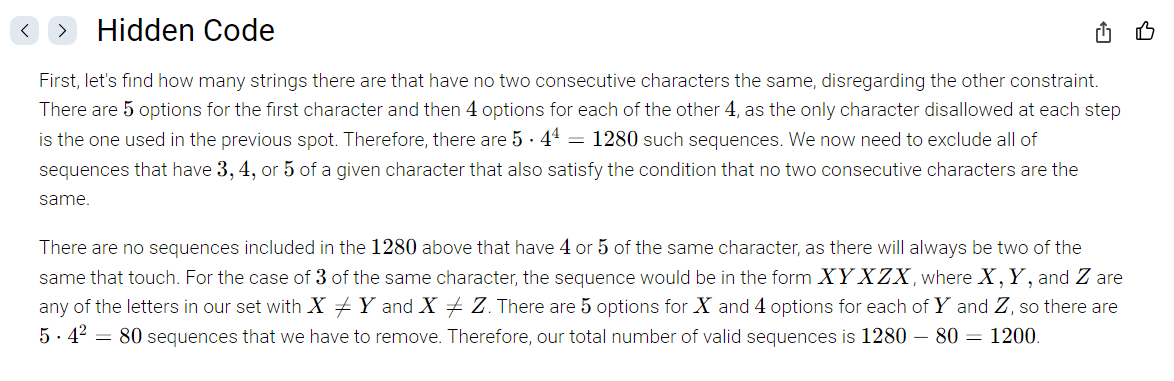 Hidden Code
First, let's find how many strings there are that have no two consecutive characters the same, disregarding the other constraint.
There are 5 options for the first character and then 4 options for each of the other 4, as the only character disallowed at each step
is the one used in the previous spot. Therefore, there are 5 · 4⁴ = 1280 such sequences. We now need to exclude all of
sequences that have 3, 4, or 5 of a given character that also satisfy the condition that no two consecutive characters are the
same.
There are no sequences included in the 1280 above that have 4 or 5 of the same character, as there will always be two of the
same that touch. For the case of 3 of the same character, the sequence would be in the form XYXZX, where X, Y, and Z are
any of the letters in our set with X ≠ Y and X ≠ Z. There are 5 options for X and 4 options for each of Y and Z, so there are
5 · 4² = 80 sequences that we have to remove. Therefore, our total number of valid sequences is 1280 − 80 = 1200.